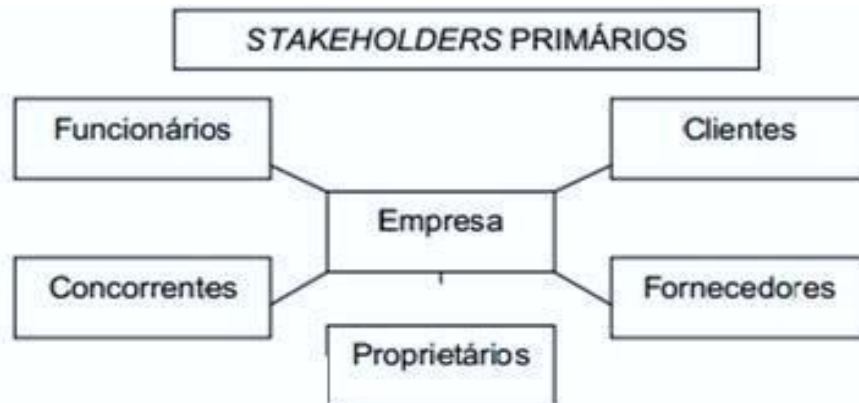 STAKEHOLDERS PRIMÁRIOS
Funcionários
Clientes
Empresa
Concorrentes
Fornecedores
Proprietários